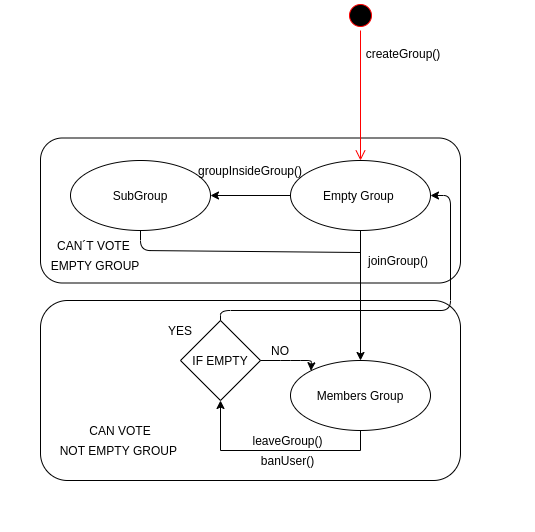 createGroup()
groupInsideGroup()
SubGroup
Empty Group
CAN´T VOTE
EMPTY GROUP
joinGroup()
YES
NO
IF EMPTY
Members Group
CAN VOTE
NOT EMPTY GROUP
leaveGroup()
banUser()